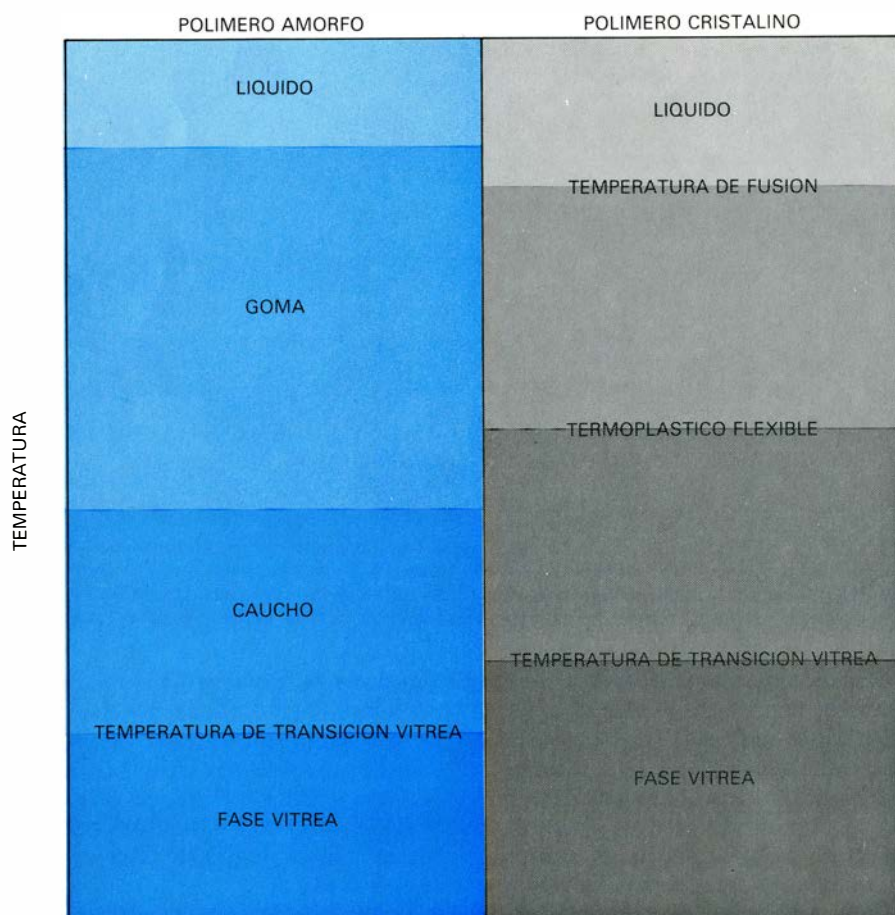 POLIMERO AMORFO
POLIMERO CRISTALINO
TEMPERATURA
LIQUIDO
GOMA
CAUCHO
TEMPERATURA DE TRANSICION VITREA
FASE VITREA
LIQUIDO
TEMPERATURA DE FUSION
TERMOPLASTICO FLEXIBLE
TEMPERATURA DE TRANSICION VITREA
FASE VITREA